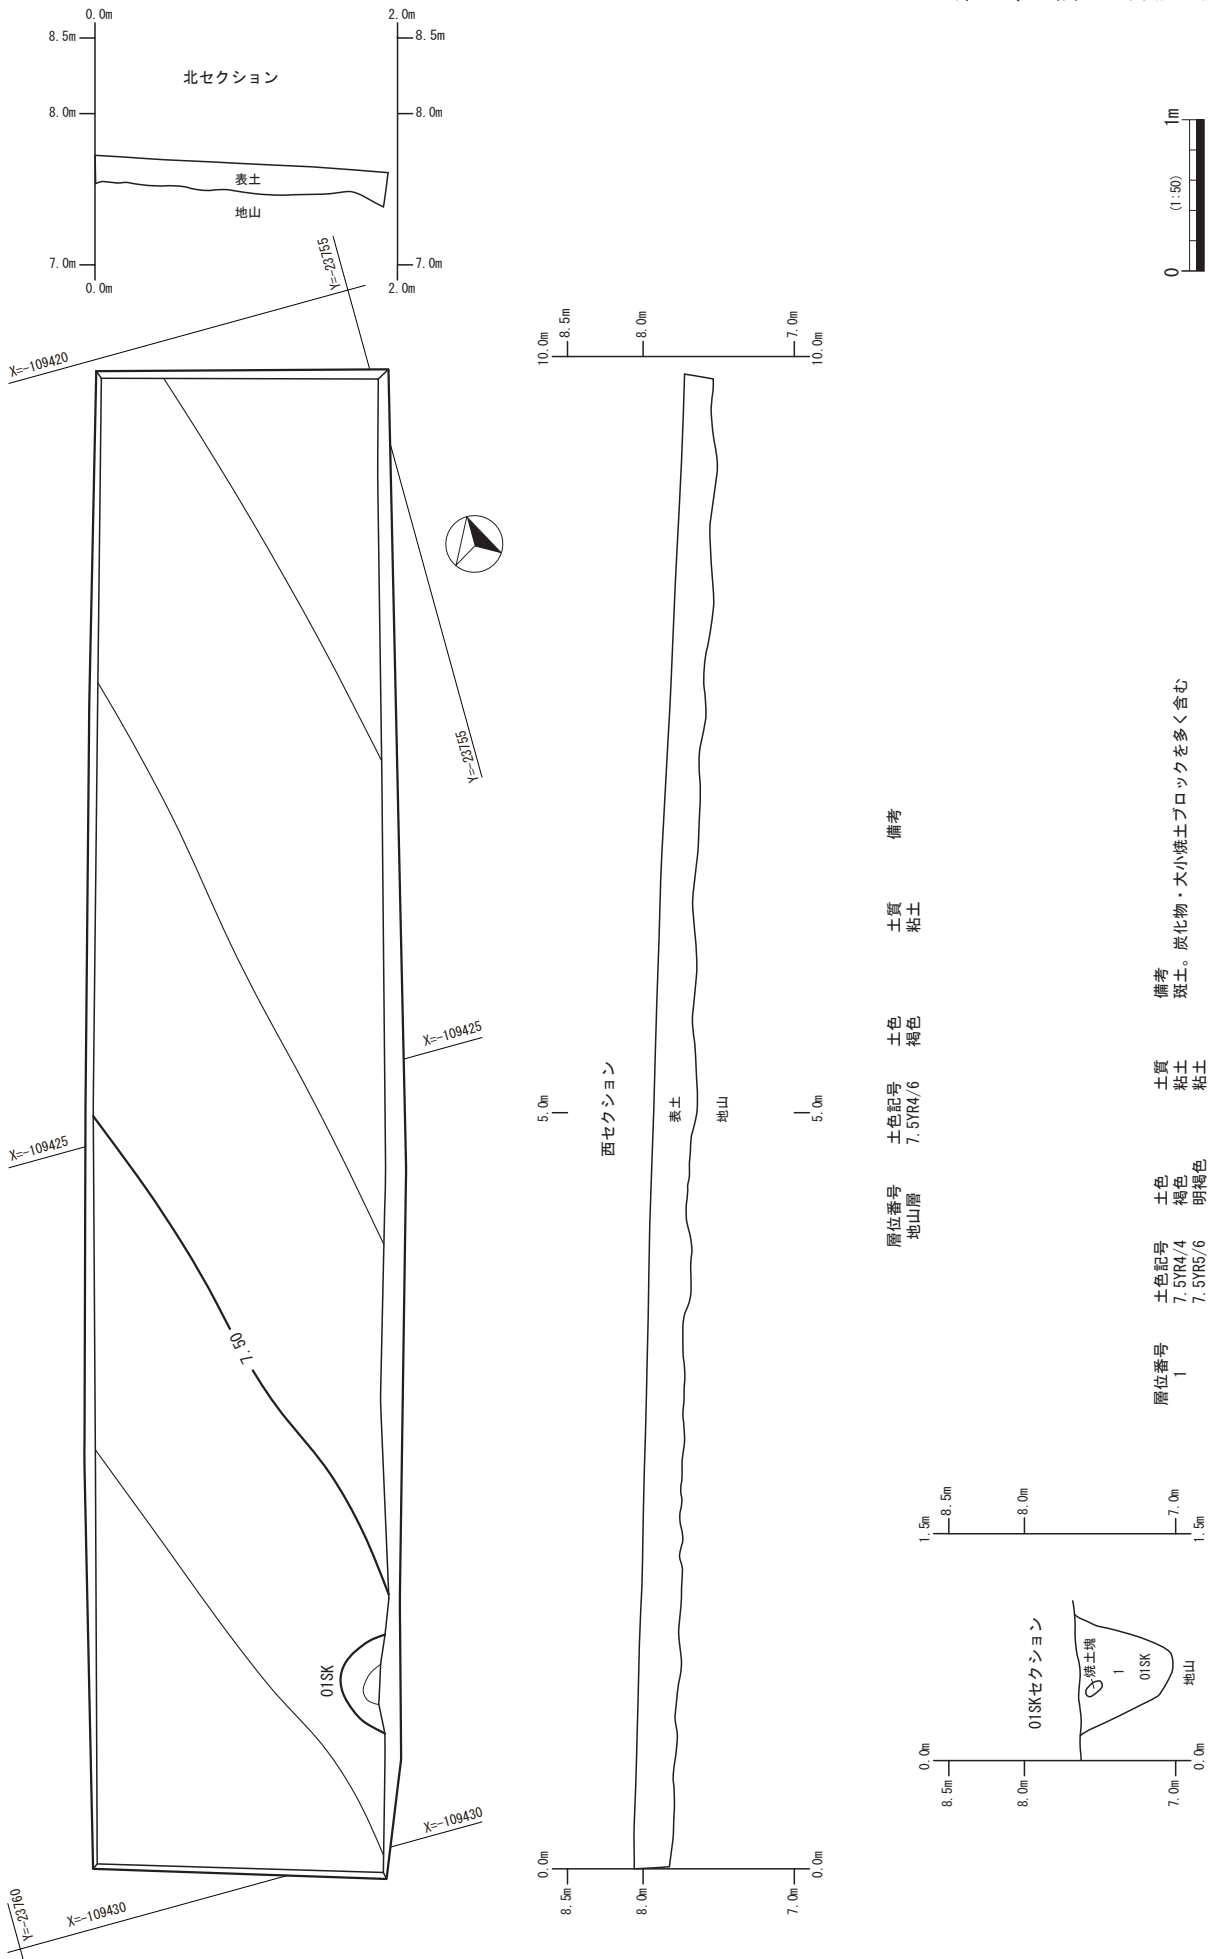 0.0m 2.0m
8.5m 8.5m
北セクション
8.0m 8.0m
表土
地山
7.0m 7.0m
0.0m 2.0m
1m
(1:50)
0
X=-109420
Y=-23755
Y=-23755
X=-109425
X=-109425
7.50
01SK
X=-109430
X=-109430
Y=-23760
10.0m 8.5m 8.0m 7.0m 10.0m
西セクション
5.0m 表土 地山 5.0m
0.0m 8.5m 8.0m 7.0m 0.0m
層位番号 土色記号 土色 土質 備考
地山層 7.5YR4/6 褐色 粘土
1.5m 8.5m 8.0m 7.0m 1.5m
01SKセクション
焼土塊
1
01SK
地山
0.0m 8.5m 8.0m 7.0m 0.0m
層位番号 土色記号 土色 土質 備考
1 7.5YR4/4 褐色 粘土 斑土。炭化物・大小焼土ブロックを多く含む
7.5YR5/6 明褐色 粘土